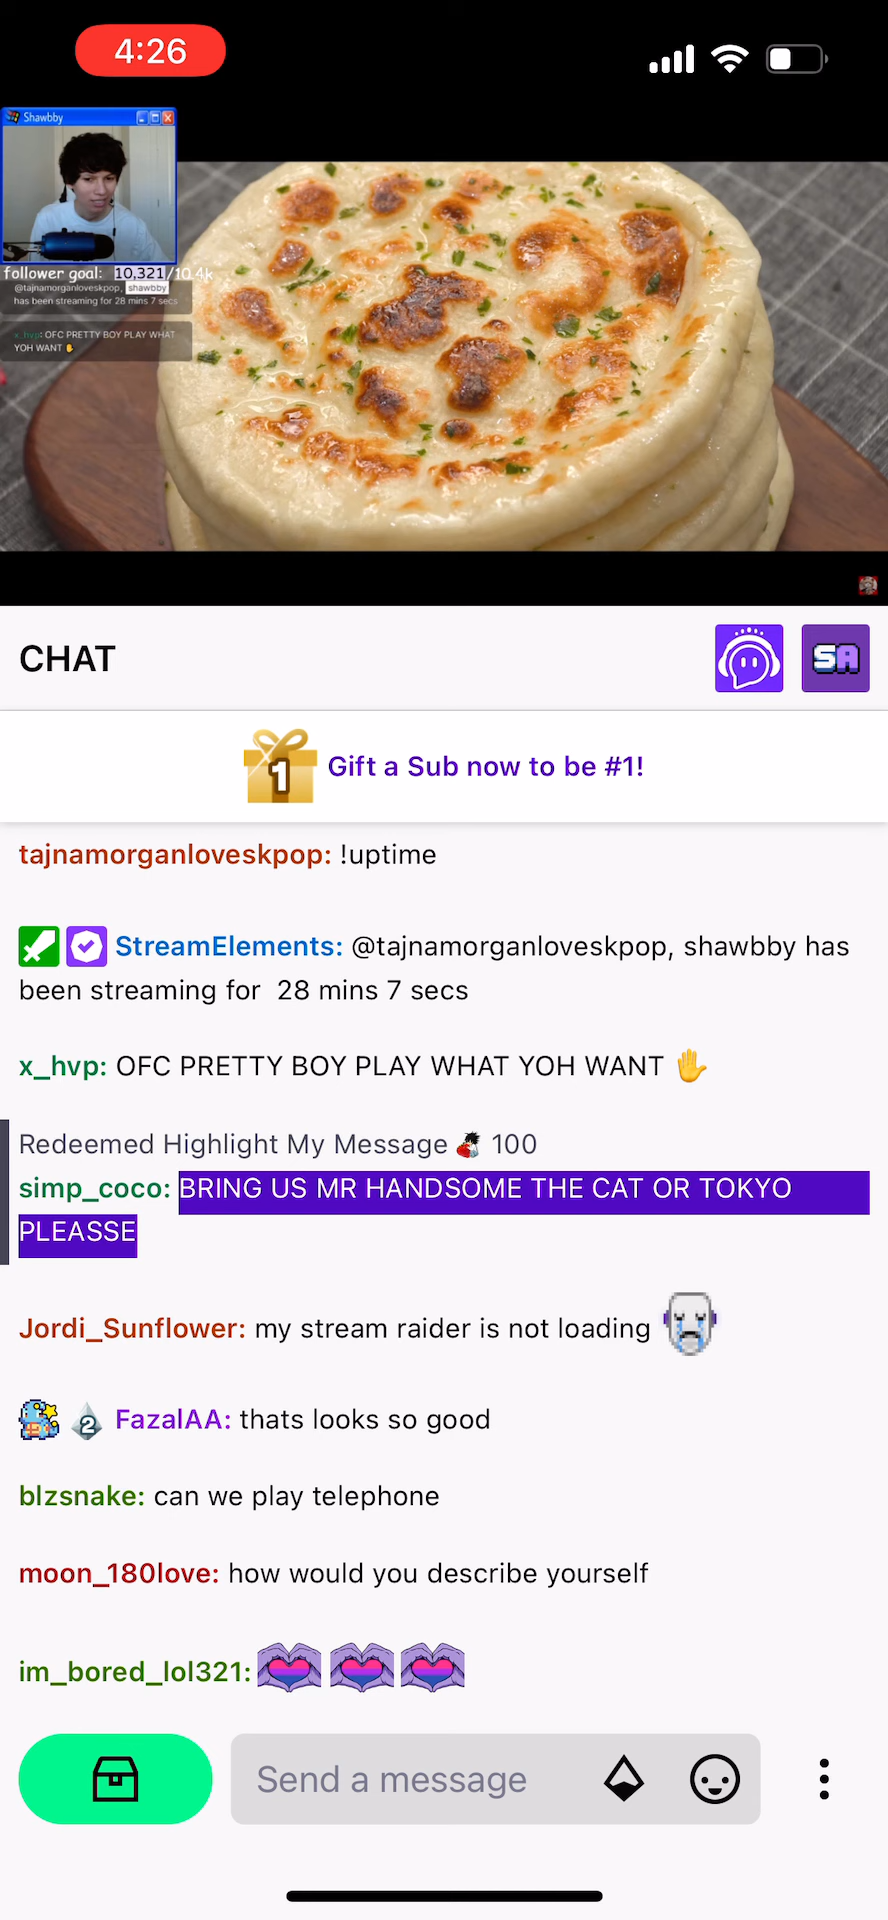 4:26
Shawbby
follower goal: 10,321/10.4k
@tajnamorganloveskpop, shawbby
has been streaming for 28 mins 7 secs
x_hvp: OFC PRETTY BOY PLAY WHAT
YOH WANT ✋
CHAT
SA
1
Gift a Sub now to be #1!
tajnamorganloveskpop: !uptime
StreamElements: @tajnamorganloveskpop, shawbby has
been streaming for 28 mins 7 secs
x_hvp: OFC PRETTY BOY PLAY WHAT YOH WANT ✋
Redeemed Highlight My Message 100
simp_coco: BRING US MR HANDSOME THE CAT OR TOKYO
PLEASSE
Jordi_Sunflower: my stream raider is not loading
2 FazalAA: thats looks so good
blzsnake: can we play telephone
moon_180love: how would you describe yourself
im_bored_lol321:
Send a message